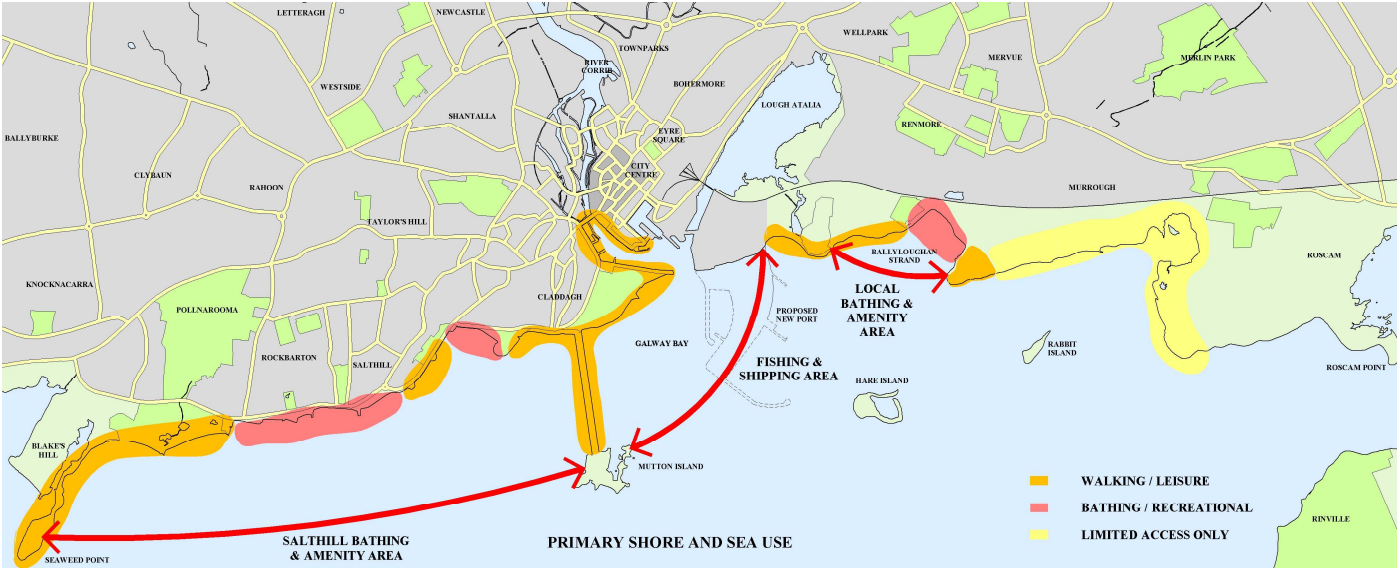 LETTERAGH
NEWCASTLE
TOWNPARKS
WELLPARK
RIVER
CORRIB
MERVUE
MERLIN PARK
WESTSIDE
BOHERMORE
LOUGH ATALIA
SHANTALLA
RENMORE
BALLYBURKE
EYRE
SQUARE
CITY
CENTRE
CLYBAUN
RAHOON
MURROUGH
TAYLOR'S HILL
BALLYLOUGHAN
STRAND
ROSCAM
KNOCKNACARRA
CLADDAGH
LOCAL
BATHING &
AMENITY
AREA
POLLNAROOMA
PROPOSED
NEW PORT
GALWAY BAY
RABBIT
ISLAND
ROCKBARTON
SALTHILL
FISHING &
SHIPPING AREA
ROSCAM POINT
HARE ISLAND
BLAKE'S
HILL
MUTTON ISLAND
WALKING / LEISURE
BATHING / RECREATIONAL
LIMITED ACCESS ONLY
RINVILLE
SALTHILL BATHING
& AMENITY AREA
PRIMARY SHORE AND SEA USE
SEAWEED POINT